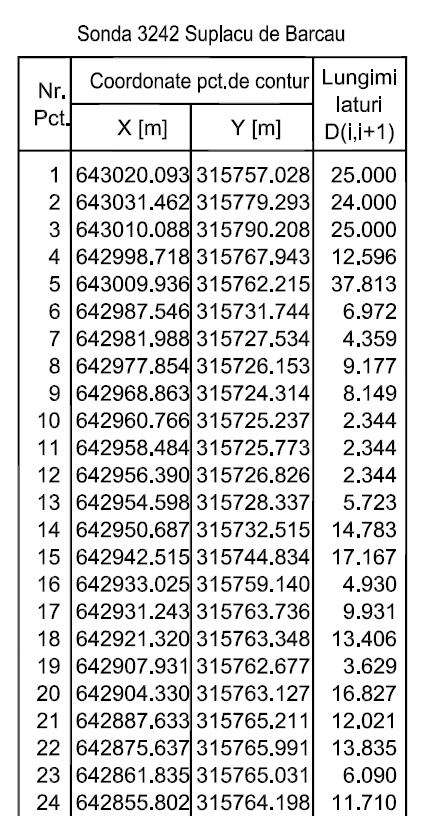 Sonda 3242 Suplacu de Barcau
Nr. Pct. Coordonate pct.de contur Lungimi laturi D(i,i+1)
X [m] Y [m]
1 643020.093 315757.028 25.000
2 643031.462 315779.293 24.000
3 643010.088 315790.208 25.000
4 642998.718 315767.943 12.596
5 643009.936 315762.215 37.813
6 642987.546 315731.744 6.972
7 642981.988 315727.534 4.359
8 642977.854 315726.153 9.177
9 642968.863 315724.314 8.149
10 642960.766 315725.237 2.344
11 642958.484 315725.773 2.344
12 642956.390 315726.826 2.344
13 642954.598 315728.337 5.723
14 642950.687 315732.515 14.783
15 642942.515 315744.834 17.167
16 642933.025 315759.140 4.930
17 642931.243 315763.736 9.931
18 642921.320 315763.348 13.406
19 642907.931 315762.677 3.629
20 642904.330 315763.127 16.827
21 642887.633 315765.211 12.021
22 642875.637 315765.991 13.835
23 642861.835 315765.031 6.090
24 642855.802 315764.198 11.710